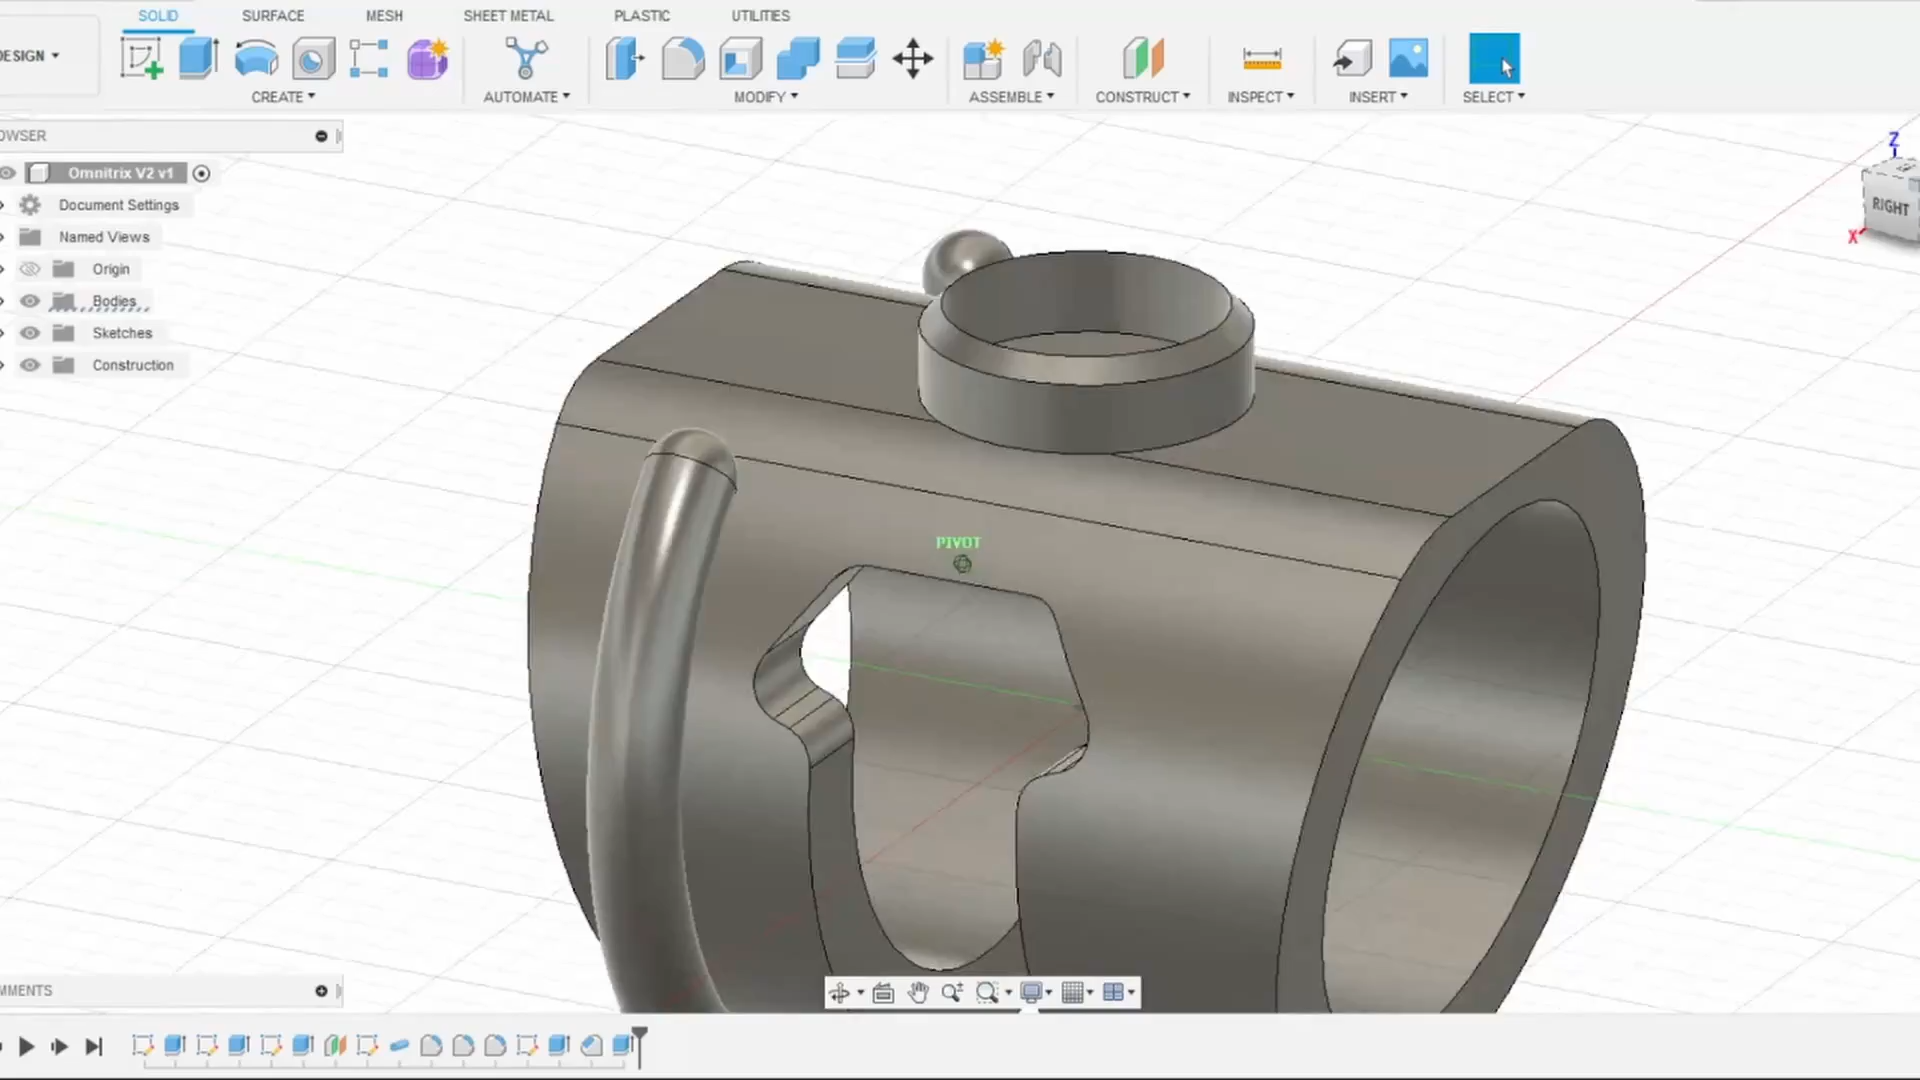 SOLID SURFACE MESH SHEET METAL PLASTIC UTILITIES
ESIGN
CREATE AUTOMATE MODIFY ASSEMBLE CONSTRUCT INSPECT INSERT SELECT
OWSER
Omnitrix V2 v1
Document Settings
Named Views
Origin
Bodies
Sketches
Construction
Z
RIGHT
X
PIVOT
MMENTS